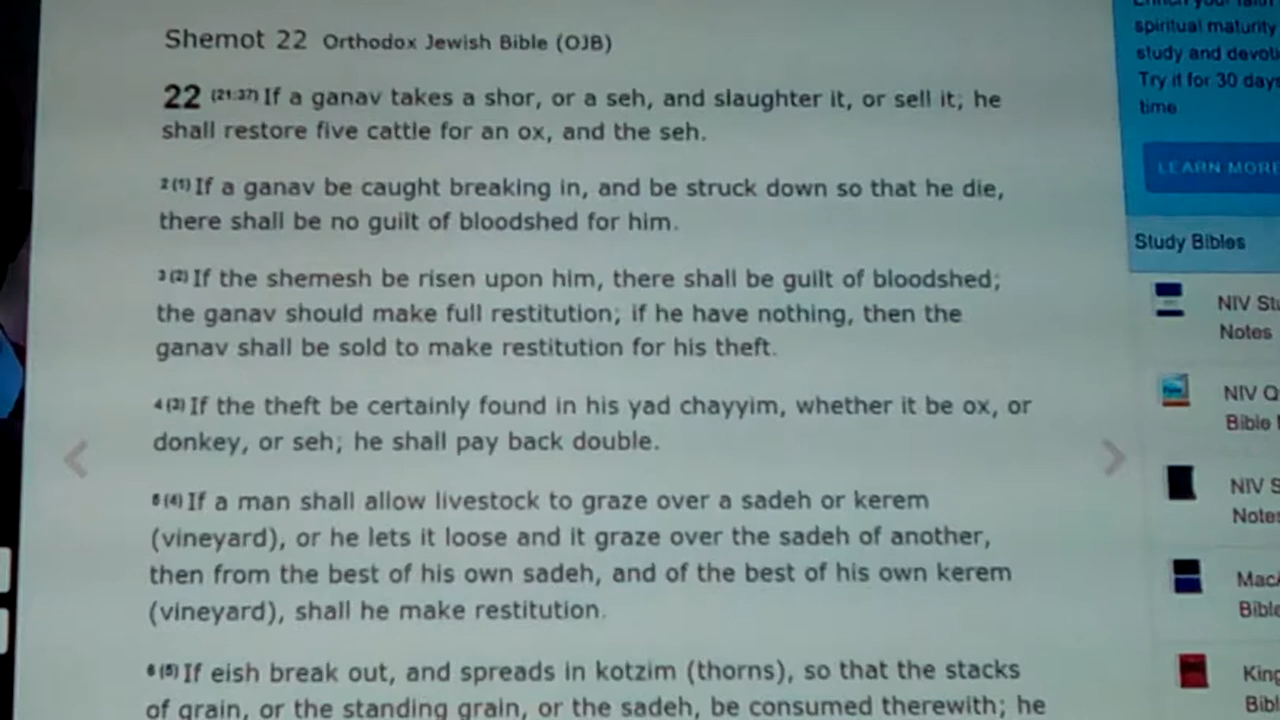 Shemot 22 Orthodox Jewish Bible (OJB)
22 (21:37) If a ganav takes a shor, or a seh, and slaughter it, or sell it; he
shall restore five cattle for an ox, and the seh.
2 (1) If a ganav be caught breaking in, and be struck down so that he die,
there shall be no guilt of bloodshed for him.
3 (2) If the shemesh be risen upon him, there shall be guilt of bloodshed;
the ganav should make full restitution; if he have nothing, then the
ganav shall be sold to make restitution for his theft.
4 (3) If the theft be certainly found in his yad chayyim, whether it be ox, or
donkey, or seh; he shall pay back double.
5 (4) If a man shall allow livestock to graze over a sadeh or kerem
(vineyard), or he lets it loose and it graze over the sadeh of another,
then from the best of his own sadeh, and of the best of his own kerem
(vineyard), shall he make restitution.
6 (5) If eish break out, and spreads in kotzim (thorns), so that the stacks
of grain, or the standing grain, or the sadeh, be consumed therewith; he
spiritual maturity
study and
Try it for 30 days
time
LEARN MORE
Study Bibles
NIV
Notes
NIV Q
Bible
NIV S
Notes
Bible
King